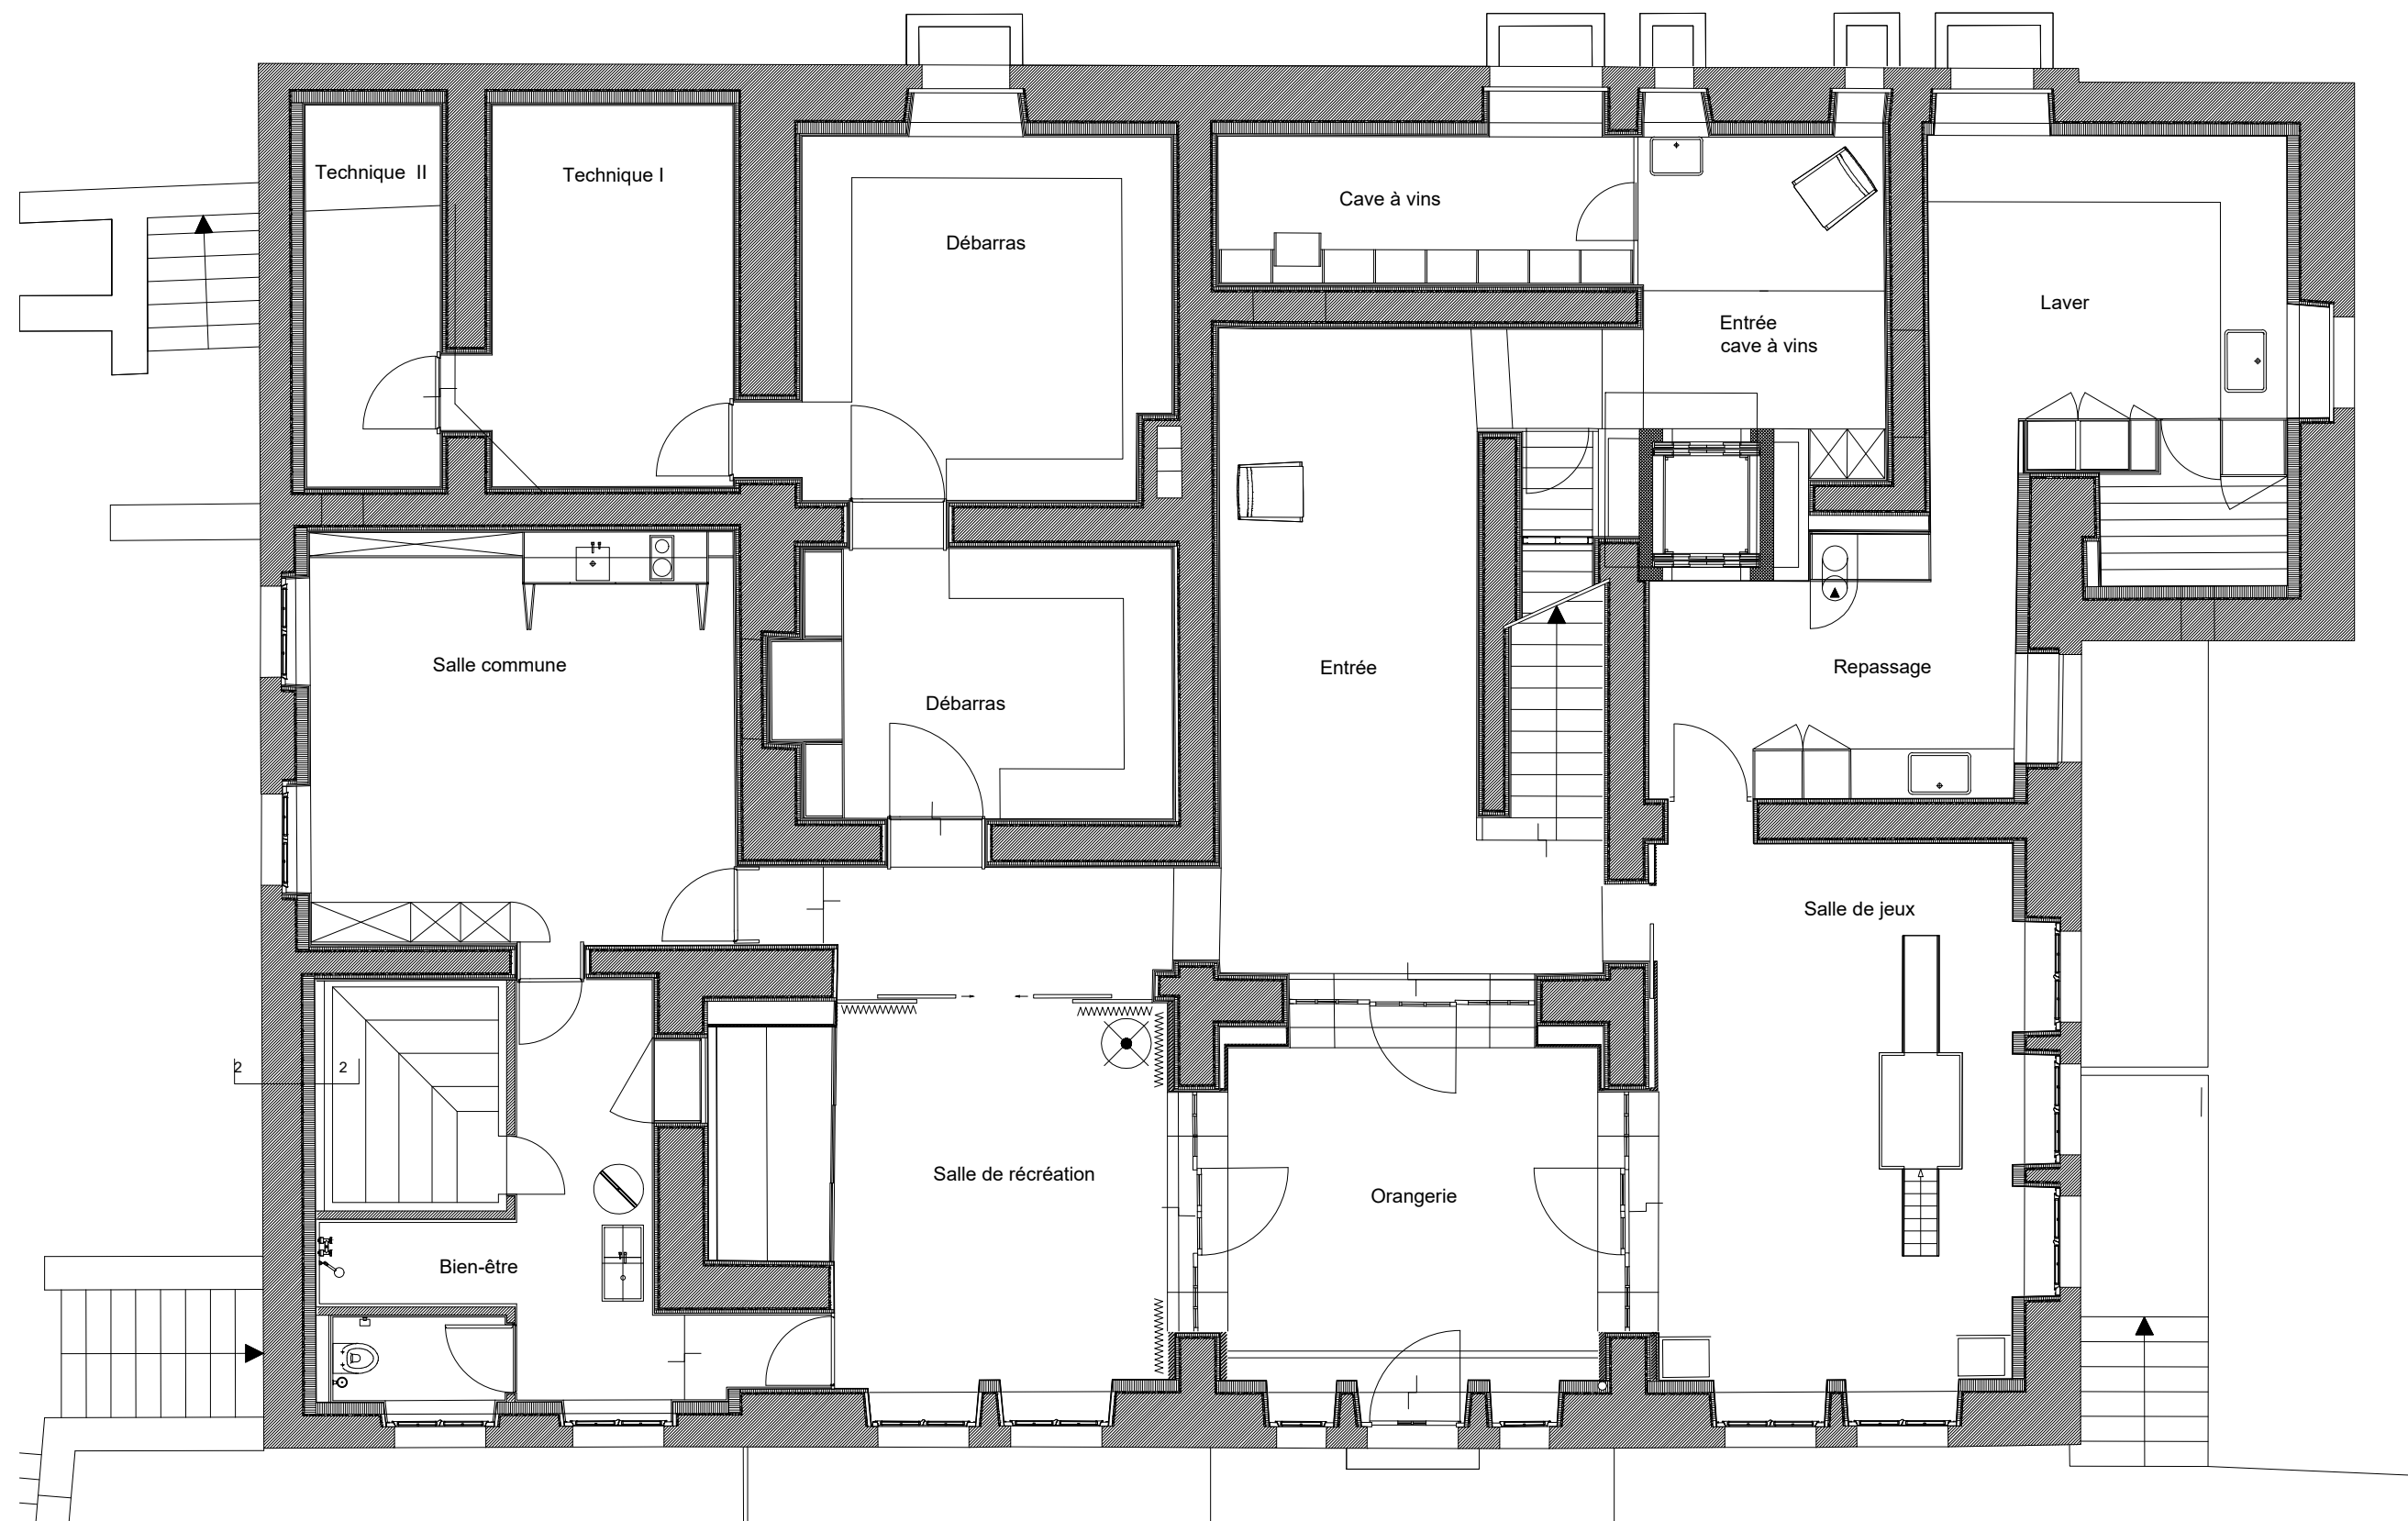 Technique II
Technique I
Cave à vins
Débarras
Laver
Entrée
cave à vins
Salle commune
Entrée
Repassage
Débarras
Salle de jeux
2
2
Salle de récréation
Orangerie
Bien-être